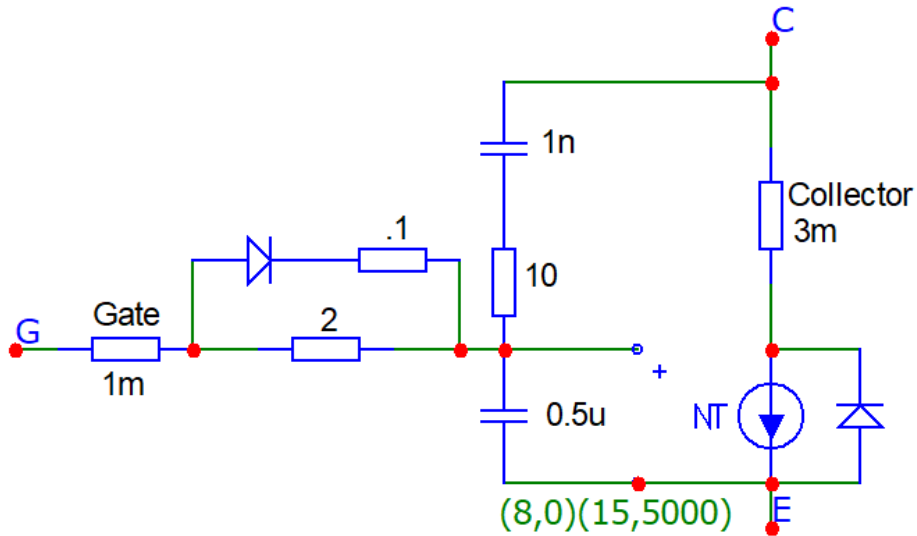 C
1n
Collector
3m
.1
10
Gate
2
G
1m
+
0.5u
NT
(8,0)(15,5000)
E